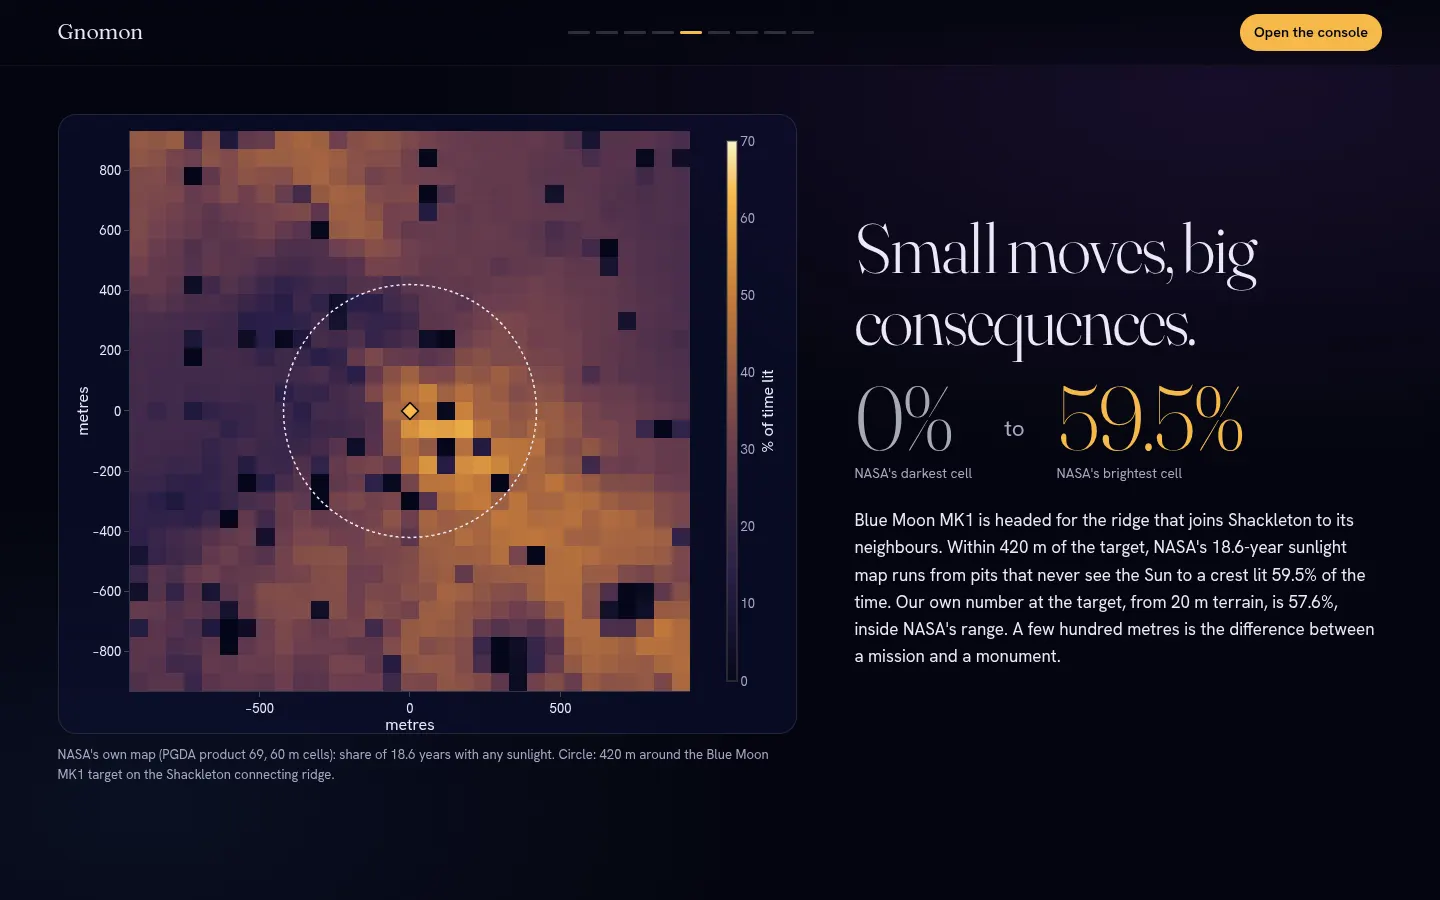 Gnomon
Open the console
800
600
400
200
0
−200
−400
−600
−800
metres
−500
0
500
metres
70
60
50
40
30
20
10
0
% of time lit
NASA's own map (PGDA product 69, 60 m cells): share of 18.6 years with any sunlight. Circle: 420 m around the Blue Moon
MK1 target on the Shackleton connecting ridge.
Small moves, big
consequences.
0% to 59.5%
NASA's darkest cell NASA's brightest cell
Blue Moon MK1 is headed for the ridge that joins Shackleton to its
neighbours. Within 420 m of the target, NASA's 18.6-year sunlight
map runs from pits that never see the Sun to a crest lit 59.5% of the
time. Our own number at the target, from 20 m terrain, is 57.6%,
inside NASA's range. A few hundred metres is the difference between
a mission and a monument.